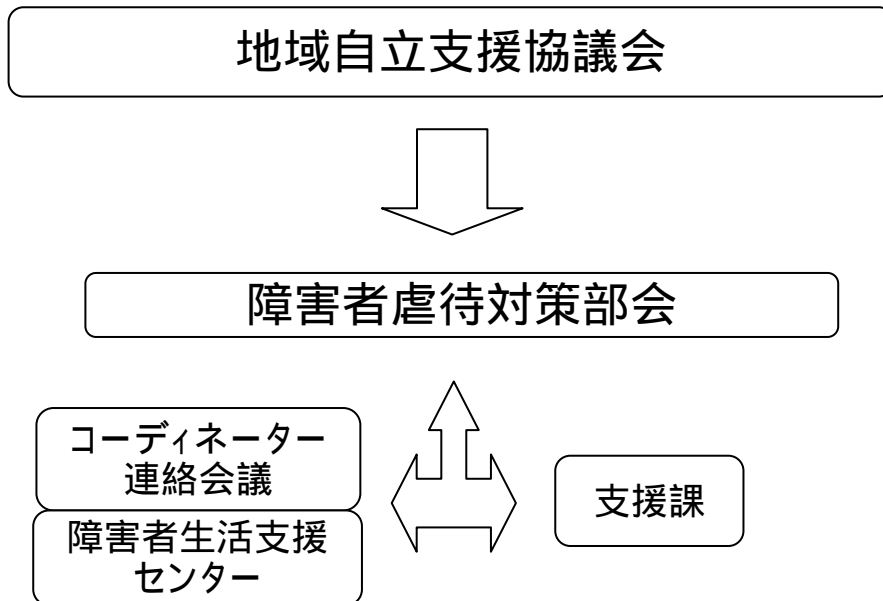 地域自立支援協議会
障害者虐待対策部会
コーディネーター
連絡会議
障害者生活支援
センター
支援課